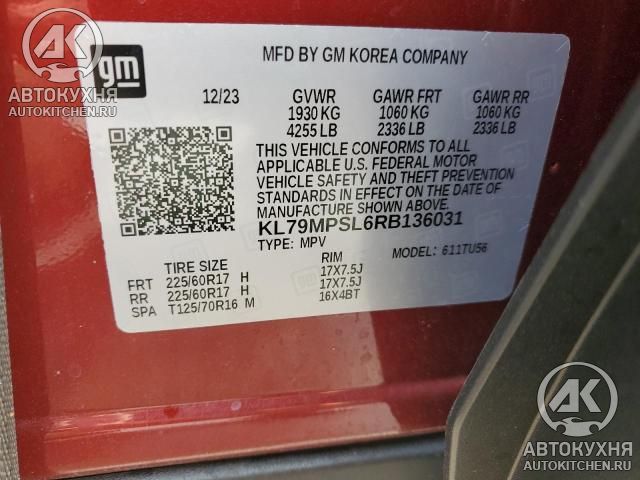 gm
MFD BY GM KOREA COMPANY
12/23 GVWR GAWR FRT GAWR RR
1930 KG 1060 KG 1060 KG
4255 LB 2336 LB 2336 LB
THIS VEHICLE CONFORMS TO ALL
APPLICABLE U.S. FEDERAL MOTOR
VEHICLE SAFETY AND THEFT PREVENTION
STANDARDS IN EFFECT ON THE DATE OF
MANUFACTURE SHOWN ABOVE.
KL79MPSL6RB136031
TYPE: MPV MODEL: 611TU56
TIRE SIZE RIM
FRT 225/60R17 H 17X7.5J
RR 225/60R17 H 17X7.5J
SPA T125/70R16 M 16X4BT
АК
АВТОКУХНЯ
AUTOKITCHEN.RU
АК
АВТОКУХНЯ
AUTOKITCHEN.RU